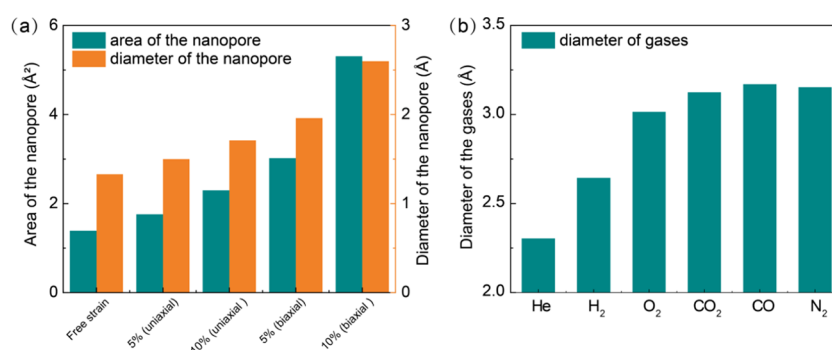 (a)
area of the nanopore
diameter of the nanopore
Area of the nanopore (Å²)
6
4
2
0
Diameter of the nanopore (Å)
3
2
1
0
Free strain
5% (uniaxial)
10% (uniaxial )
5% (biaxial)
10% (biaxial )
(b)
diameter of gases
Diameter of the gases (Å)
3.5
3.0
2.5
2.0
He
H₂
O₂
CO₂
CO
N₂